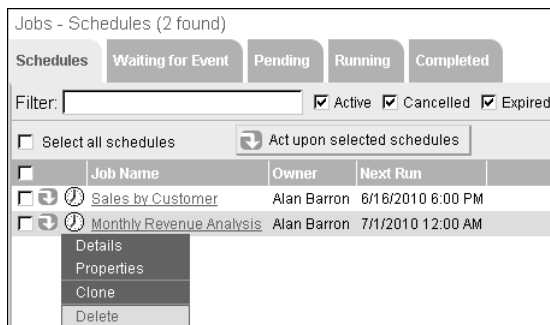 Jobs - Schedules (2 found)
Schedules Waiting for Event Pending Running Completed
Filter: Active Cancelled Expired
Select all schedules Act upon selected schedules
Job Name Owner Next Run
Sales by Customer Alan Barron 6/16/2010 6:00 PM
Monthly Revenue Analysis Alan Barron 7/1/2010 12:00 AM
Details
Properties
Clone
Delete